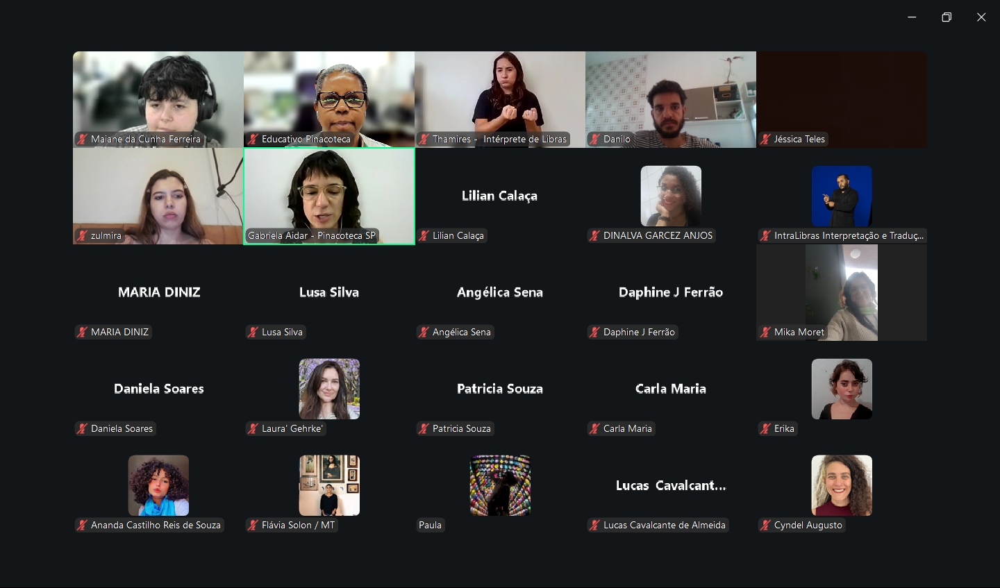 Maiane da Cunha Ferreira
Educativo Pinacoteca
Thamires - Intérprete de Libras
Danilo
Jéssica Teles
zulmira
Gabriela Aidar - Pinacoteca SP
Lilian Calaça
Lilian Calaça
DINALVA GARCEZ ANJOS
IntraLibras Interpretação e Traduç...
MARIA DINIZ
MARIA DINIZ
Lusa Silva
Lusa Silva
Angélica Sena
Angélica Sena
Daphine J Ferrão
Daphine J Ferrão
Mika Moret
Daniela Soares
Daniela Soares
Laura' Gehrke'
Patricia Souza
Patricia Souza
Carla Maria
Carla Maria
Erika
Ananda Castilho Reis de Souza
Flávia Solon / MT
Paula
Lucas Cavalcant...
Lucas Cavalcante de Almeida
Cyndel Augusto